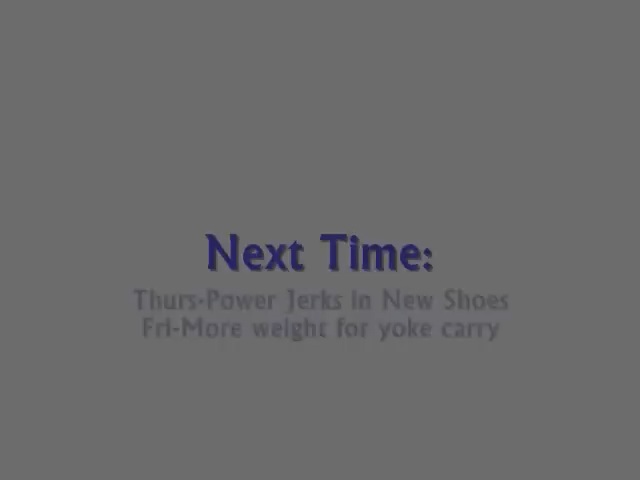 Next Time:
Thurs-Power Jerks in New Shoes
Fri-More weight for yoke carry